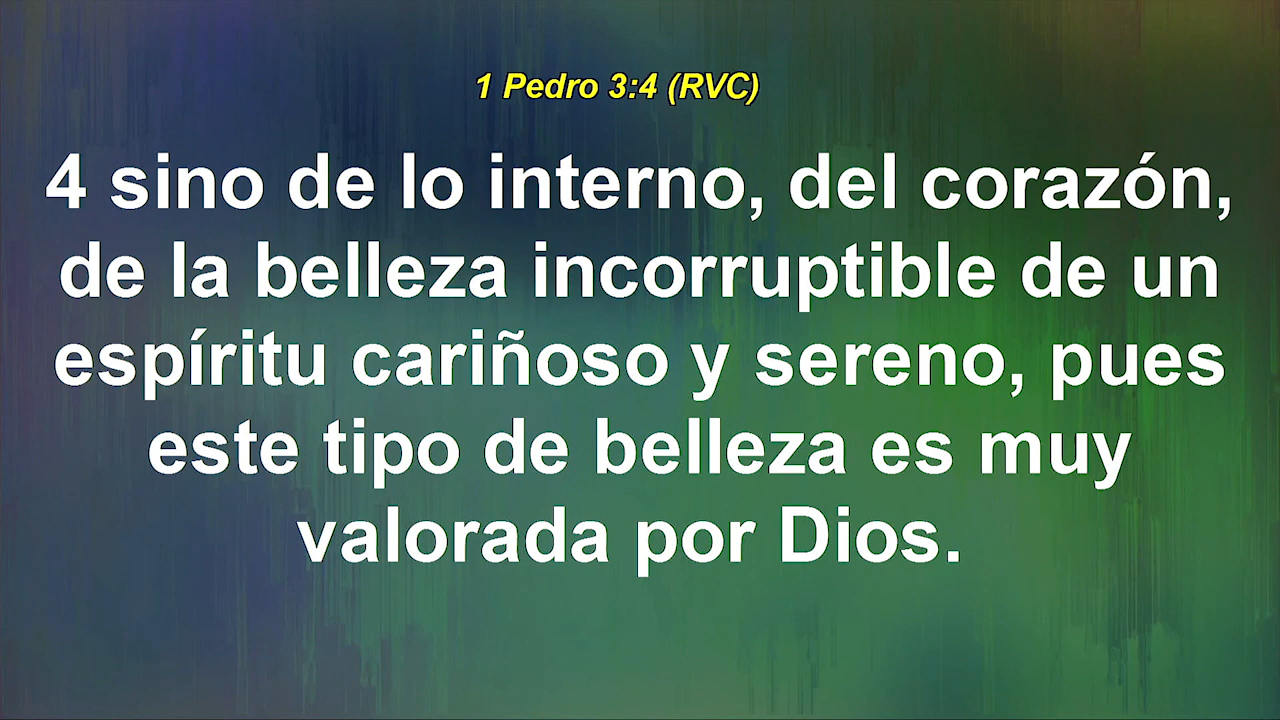 1 Pedro 3:4 (RVC)
4 sino de lo interno, del corazón,
de la belleza incorruptible de un
espíritu cariñoso y sereno, pues
este tipo de belleza es muy
valorada por Dios.